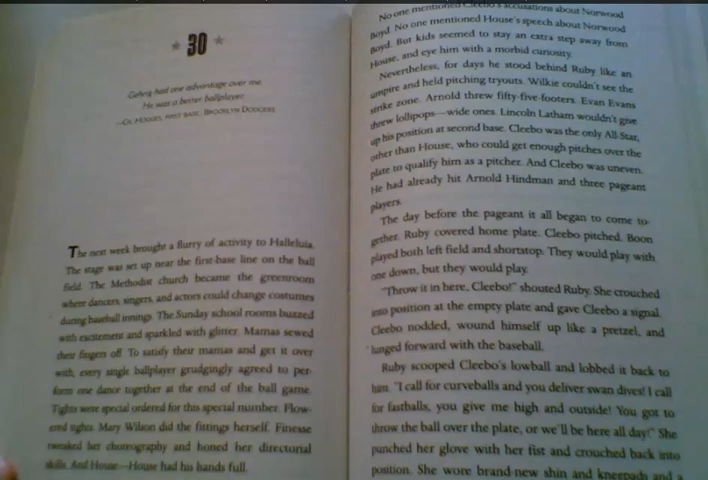 30
Gehrig had one advantage over me.
He was a better ballplayer.
—GIL HODGES, FIRST BASE, BROOKLYN DODGERS
The next week brought a flurry of activity to Halleluia.
The stage was set up near the first-base line on the ball
field. The Methodist church became the greenroom
where dancers, singers, and actors could change costumes
during baseball innings. The Sunday school rooms buzzed
with excitement and sparkled with glitter. Mamas sewed
their fingers off. To satisfy their mamas and get it over
with, every single ballplayer grudgingly agreed to per-
form one dance together at the end of the ball game.
Tights were special ordered for this special number. Flow-
ered tights. Mary Wilson did the fittings herself. Finesse
tweaked her choreography and honed her directorial
skills. And House—House had his hands full.
No one mentioned Cleebo's accusations about Norwood
Boyd. No one mentioned House's speech about Norwood
Boyd. But kids seemed to stay an extra step away from
House, and eye him with a morbid curiosity.
Nevertheless, for days he stood behind Ruby like an
umpire and held pitching tryouts. Wilkie couldn't see the
strike zone. Arnold threw fifty-five-footers. Evan Evans
threw lollipops—wide ones. Lincoln Latham wouldn't give
up his position at second base. Cleebo was the only All-Star,
other than House, who could get enough pitches over the
plate to qualify him as a pitcher. And Cleebo was uneven.
He had already hit Arnold Hindman and three pageant
players.
The day before the pageant it all began to come to-
gether. Ruby covered home plate. Cleebo pitched. Boon
played both left field and shortstop. They would play with
one down, but they would play.
"Throw it in here, Cleebo!" shouted Ruby. She crouched
into position at the empty plate and gave Cleebo a signal.
Cleebo nodded, wound himself up like a pretzel, and
lunged forward with the baseball.
Ruby scooped Cleebo's lowball and lobbed it back to
him. "I call for curveballs and you deliver swan dives! I call
for fastballs, you give me high and outside! You got to
throw the ball over the plate, or we'll be here all day!" She
punched her glove with her fist and crouched back into
position. She wore brand-new shin and kneepads and a